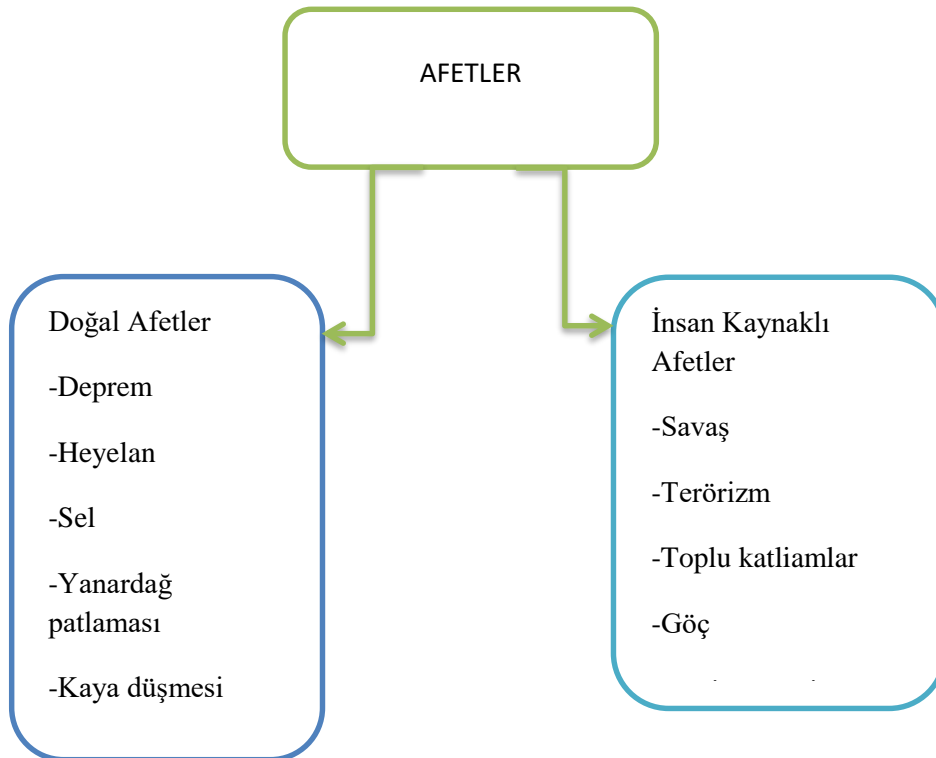 AFETLER
Doğal Afetler
-Deprem
-Heyelan
-Sel
-Yanardağ
patlaması
-Kaya düşmesi
İnsan Kaynaklı
Afetler
-Savaş
-Terörizm
-Toplu katliamlar
-Göç